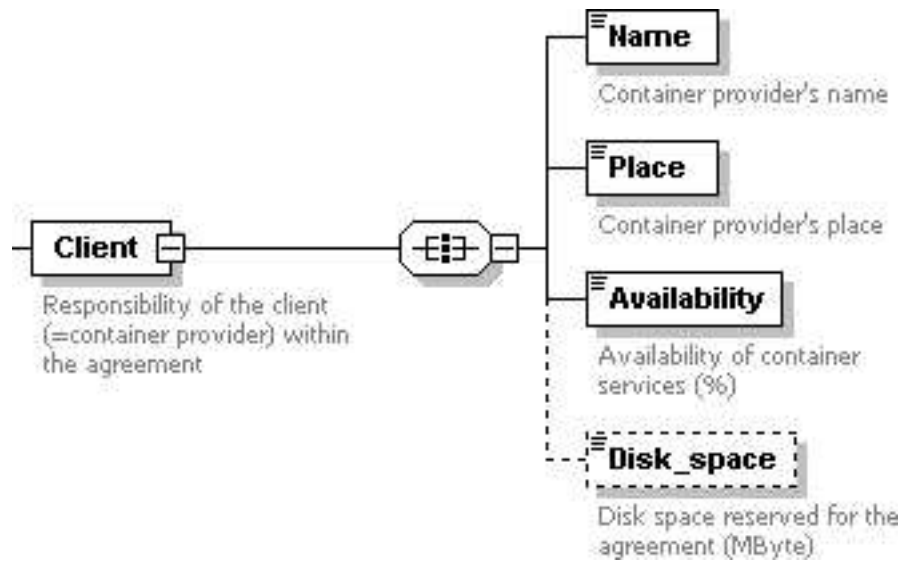 Name
Container provider's name
Place
Container provider's place
Client
Responsibility of the client
(=container provider) within
the agreement
Availability
Availability of container
services (%)
Disk_space
Disk space reserved for the
agreement (MByte)